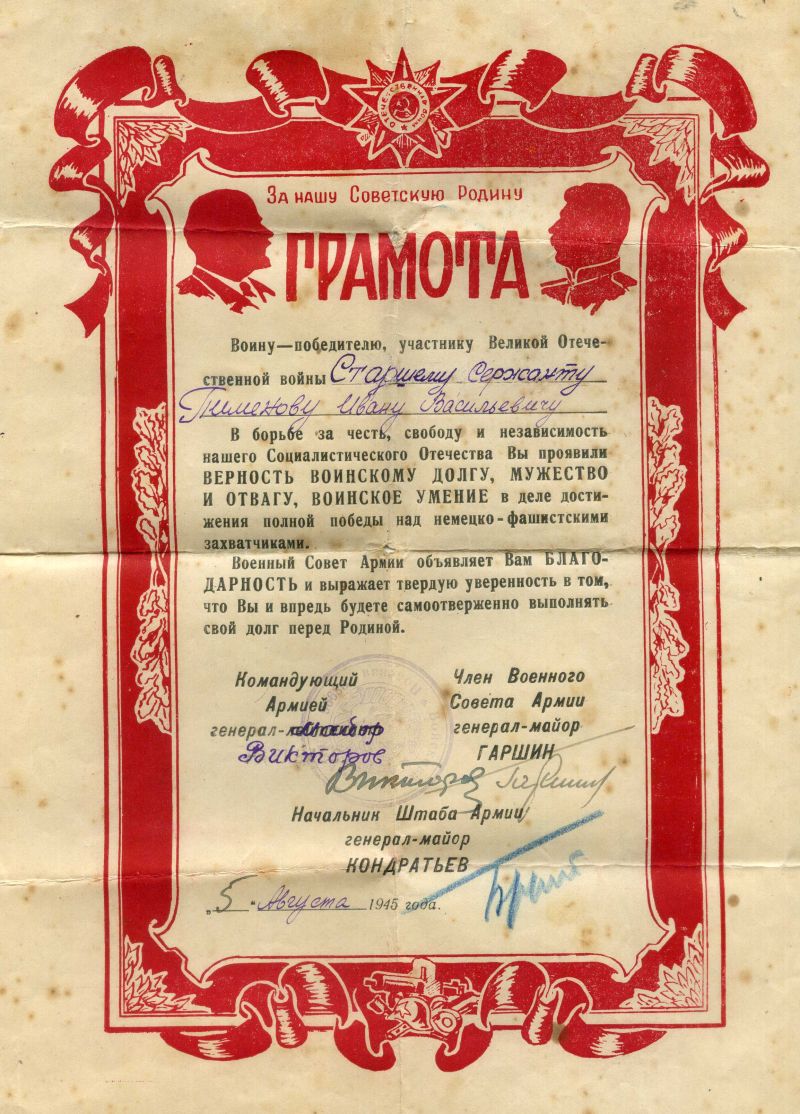 ОТЕЧЕСТВЕННАЯ ВОЙНА
За нашу Советскую Родину
ГРАМОТА
Воину—победителю, участнику Великой Отече-
ственной войны Старшему Сержанту
Пименову Ивану Васильевичу
В борьбе за честь, свободу и независимость
нашего Социалистического Отечества Вы проявили
ВЕРНОСТЬ ВОИНСКОМУ ДОЛГУ, МУЖЕСТВО
И ОТВАГУ, ВОИНСКОЕ УМЕНИЕ в деле дости-
жения полной победы над немецко-фашистскими
захватчиками.
Военный Совет Армии объявляет Вам БЛАГО-
ДАРНОСТЬ и выражает твердую уверенность в том,
что Вы и впредь будете самоотверженно выполнять
свой долг перед Родиной.
Командующий
Армией
генерал-майор
Викторов
Викторов
Член Военного
Совета Армии
генерал-майор
ГАРШИН
Гаршин
Начальник Штаба Армии
генерал-майор
КОНДРАТЬЕВ
„5" Августа 1945 года.